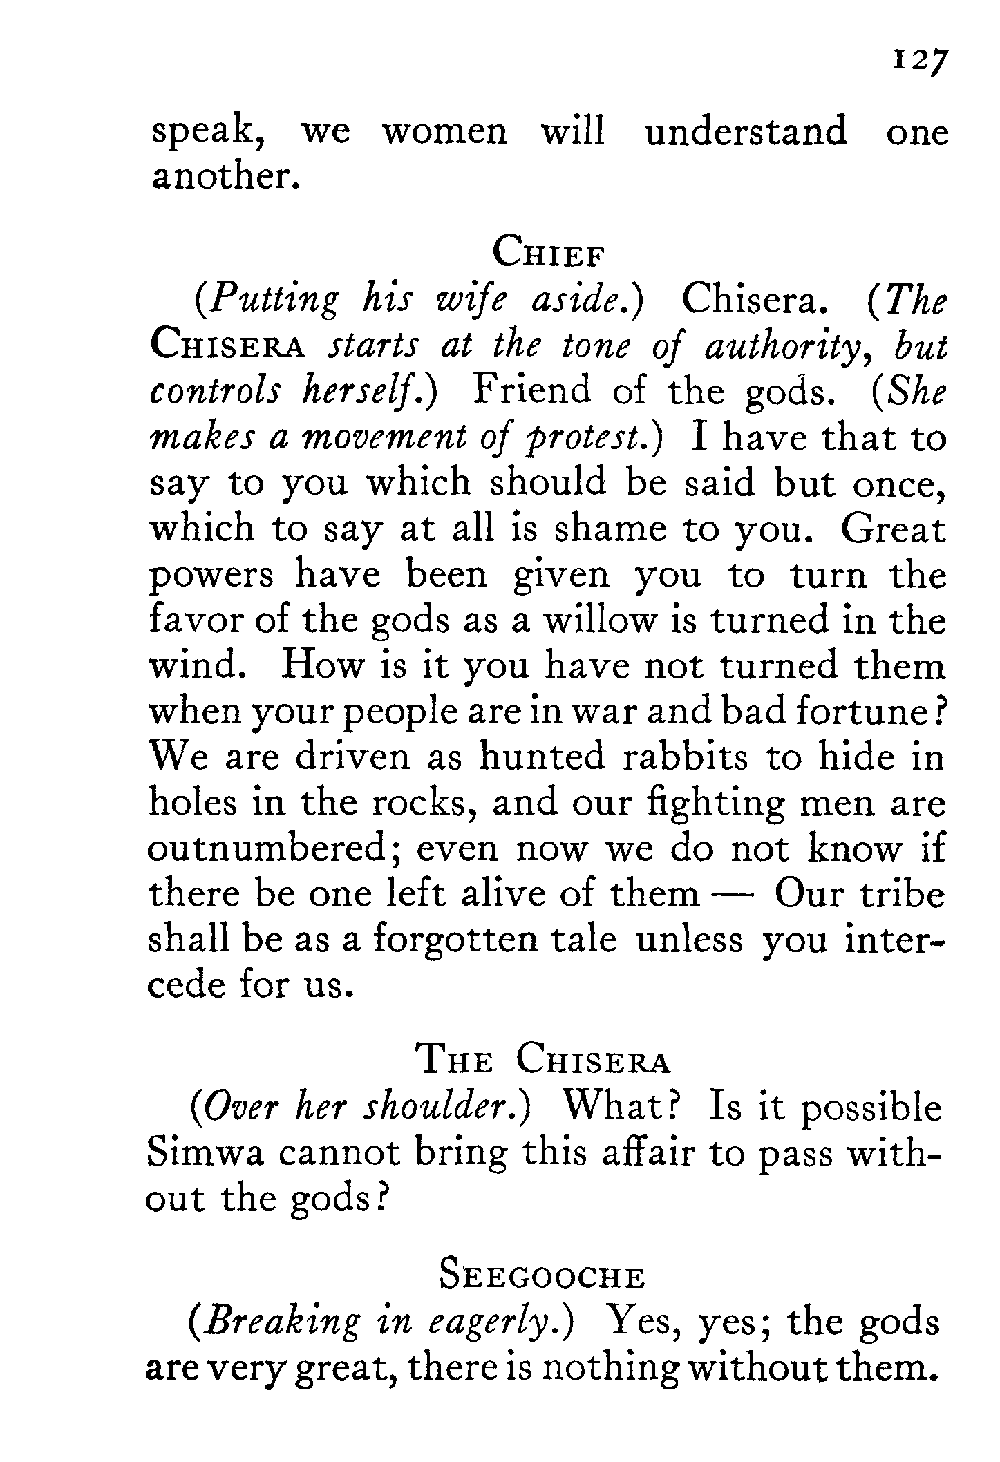 127
speak, we women will understand one
another.
Chief
(Putting his wife aside.) Chisera. (The
Chisera starts at the tone of authority, but
controls herself.) Friend of the gods. (She
makes a movement of protest.) I have that to
say to you which should be said but once,
which to say at all is shame to you. Great
powers have been given you to turn the
favor of the gods as a willow is turned in the
wind. How is it you have not turned them
when your people are in war and bad fortune?
We are driven as hunted rabbits to hide in
holes in the rocks, and our fighting men are
outnumbered; even now we do not know if
there be one left alive of them — Our tribe
shall be as a forgotten tale unless you inter-
cede for us.
The Chisera
(Over her shoulder.) What? Is it possible
Simwa cannot bring this affair to pass with-
out the gods?
Seegooche
(Breaking in eagerly.) Yes, yes; the gods
are very great, there is nothing without them.